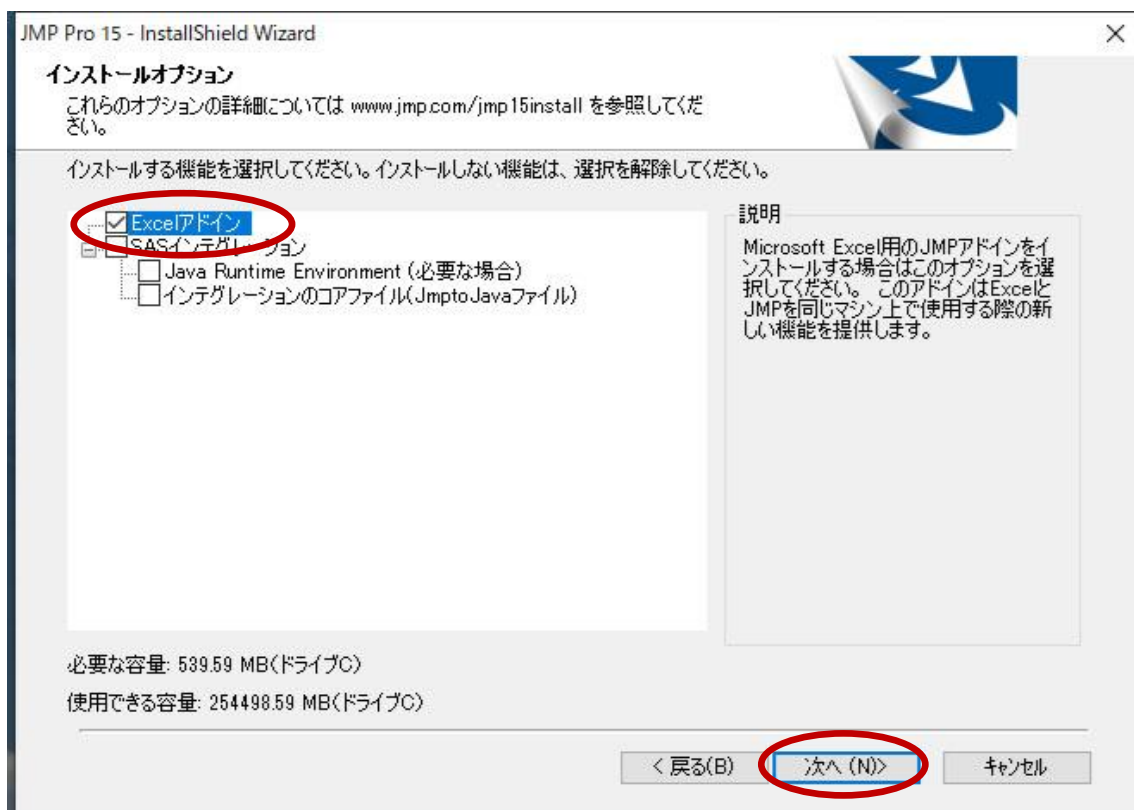 JMP Pro 15 - InstallShield Wizard
インストールオプション
これらのオプションの詳細については www.jmp.com/jmp15install を参照してくだ
さい。
インストールする機能を選択してください。インストールしない機能は、選択を解除してください。
Excelアドイン
SASインテグレーション
Java Runtime Environment (必要な場合)
インテグレーションのコアファイル(JmptoJavaファイル)
説明
Microsoft Excel用のJMPアドインをイ
ンストールする場合はこのオプションを選
択してください。 このアドインはExcelと
JMPを同じマシン上で使用する際の新
しい機能を提供します。
必要な容量: 539.59 MB(ドライブC)
使用できる容量: 254498.59 MB(ドライブC)
< 戻る(B)
次へ (N)>
キャンセル